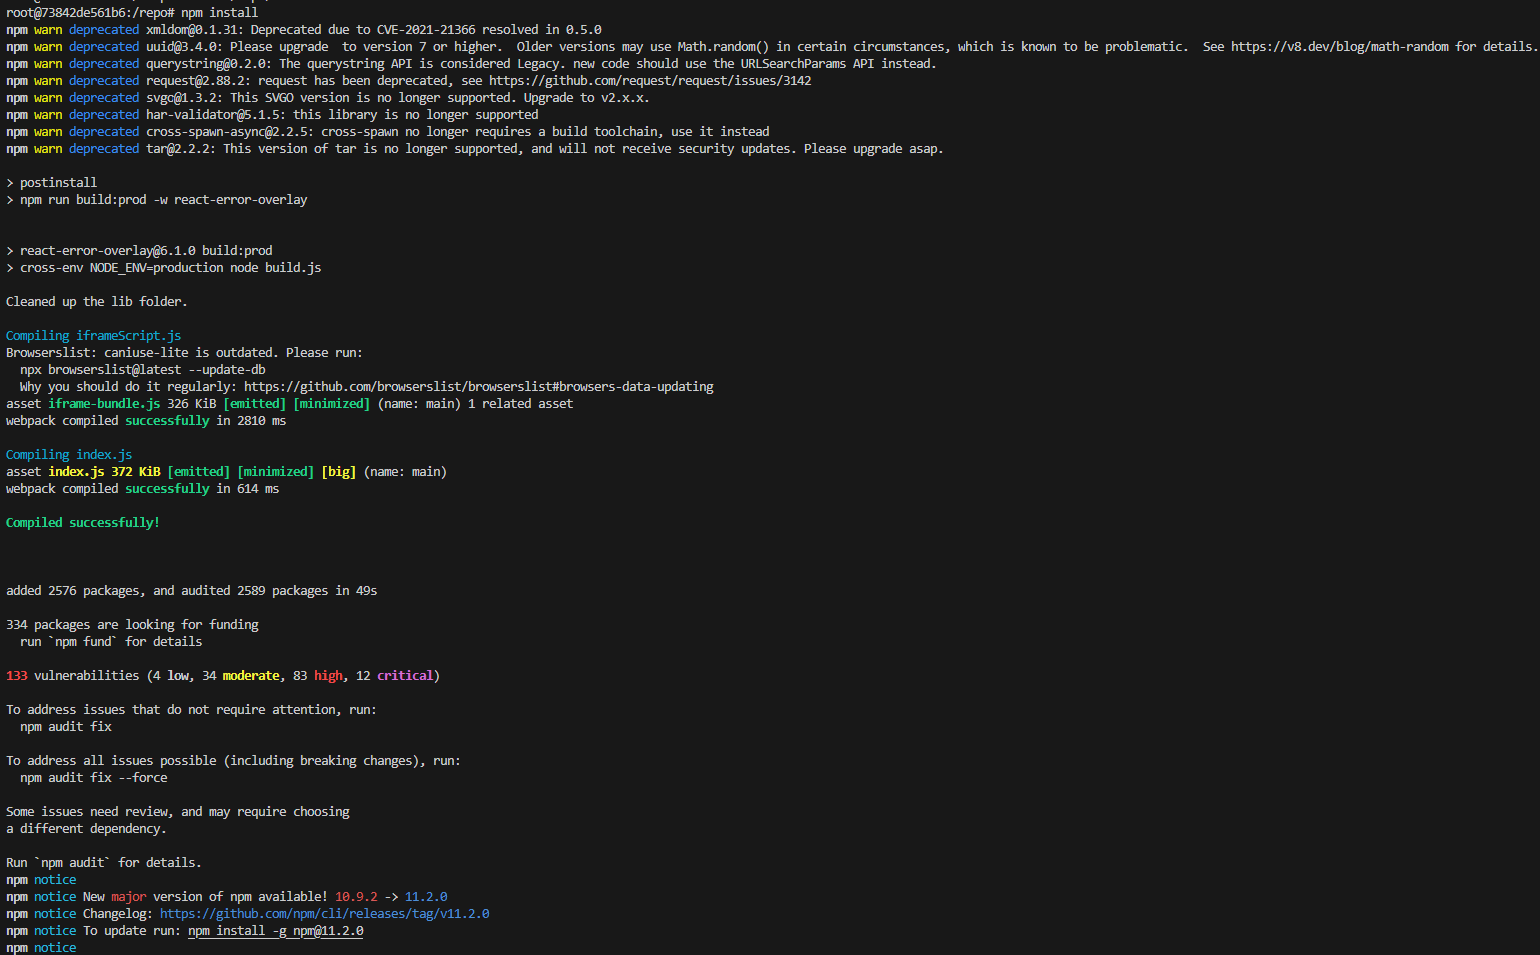 root@73842de561b6:/repo# npm install
npm warn deprecated xmldom@0.1.31: Deprecated due to CVE-2021-21366 resolved in 0.5.0
npm warn deprecated uuid@3.4.0: Please upgrade  to version 7 or higher.  Older versions may use Math.random() in certain circumstances, which is known to be problematic.  See https://v8.dev/blog/math-random for details.
npm warn deprecated querystring@0.2.0: The querystring API is considered Legacy. new code should use the URLSearchParams API instead.
npm warn deprecated request@2.88.2: request has been deprecated, see https://github.com/request/request/issues/3142
npm warn deprecated svgo@1.3.2: This SVGO version is no longer supported. Upgrade to v2.x.x.
npm warn deprecated har-validator@5.1.5: this library is no longer supported
npm warn deprecated cross-spawn-async@2.2.5: cross-spawn no longer requires a build toolchain, use it instead
npm warn deprecated tar@2.2.2: This version of tar is no longer supported, and will not receive security updates. Please upgrade asap.
> postinstall
> npm run build:prod -w react-error-overlay
> react-error-overlay@6.1.0 build:prod
> cross-env NODE_ENV=production node build.js
Cleaned up the lib folder.
Compiling iframeScript.js
Browserslist: caniuse-lite is outdated. Please run:
  npx browserslist@latest --update-db
  Why you should do it regularly: https://github.com/browserslist/browserslist#browsers-data-updating
asset iframe-bundle.js 326 KiB [emitted] [minimized] (name: main) 1 related asset
webpack compiled successfully in 2810 ms
Compiling index.js
asset index.js 372 KiB [emitted] [minimized] [big] (name: main)
webpack compiled successfully in 614 ms
Compiled successfully!
added 2576 packages, and audited 2589 packages in 49s
334 packages are looking for funding
  run `npm fund` for details
133 vulnerabilities (4 low, 34 moderate, 83 high, 12 critical)
To address issues that do not require attention, run:
  npm audit fix
To address all issues possible (including breaking changes), run:
  npm audit fix --force
Some issues need review, and may require choosing
a different dependency.
Run `npm audit` for details.
npm notice
npm notice New major version of npm available! 10.9.2 -> 11.2.0
npm notice Changelog: https://github.com/npm/cli/releases/tag/v11.2.0
npm notice To update run: npm install -g npm@11.2.0
npm notice